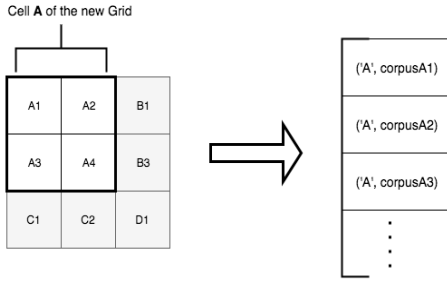 Cell A of the new Grid
A1 A2 B1
A3 A4 B3
C1 C2 D1
('A', corpusA1)
('A', corpusA2)
('A', corpusA3)